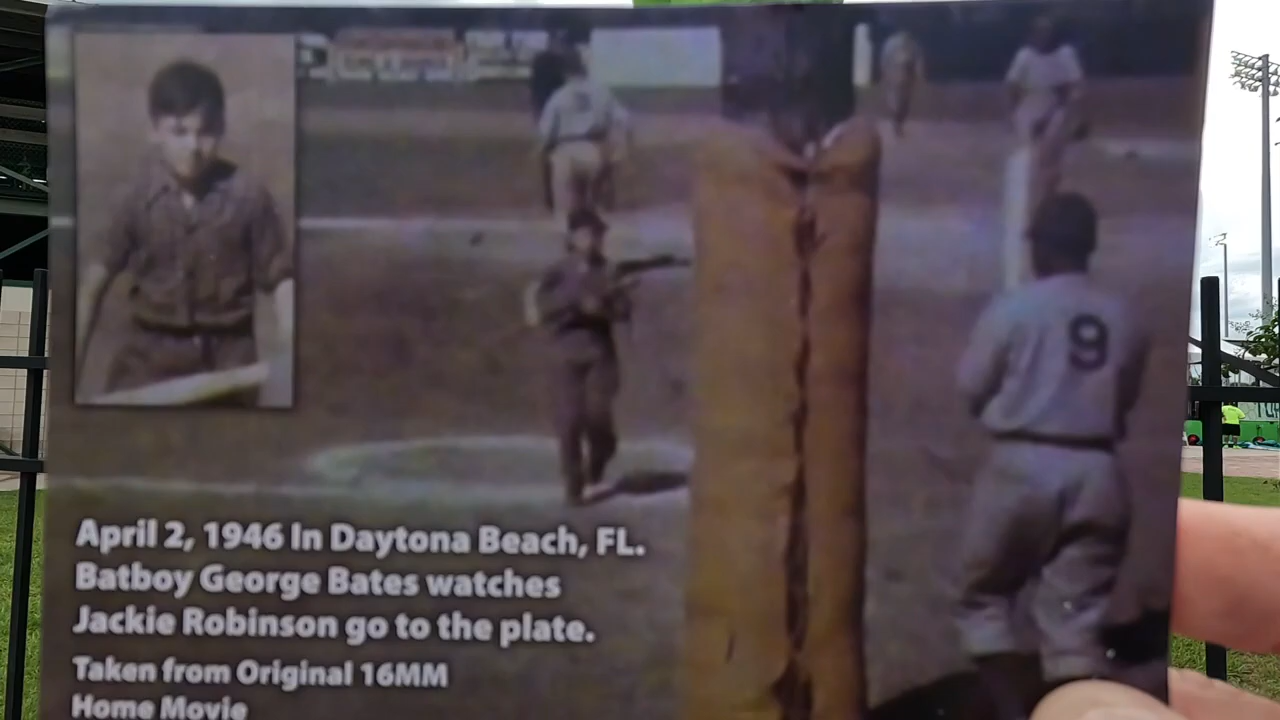 April 2, 1946 In Daytona Beach, FL.
Batboy George Bates watches
Jackie Robinson go to the plate.
Taken from Original 16MM
Home Movie
9